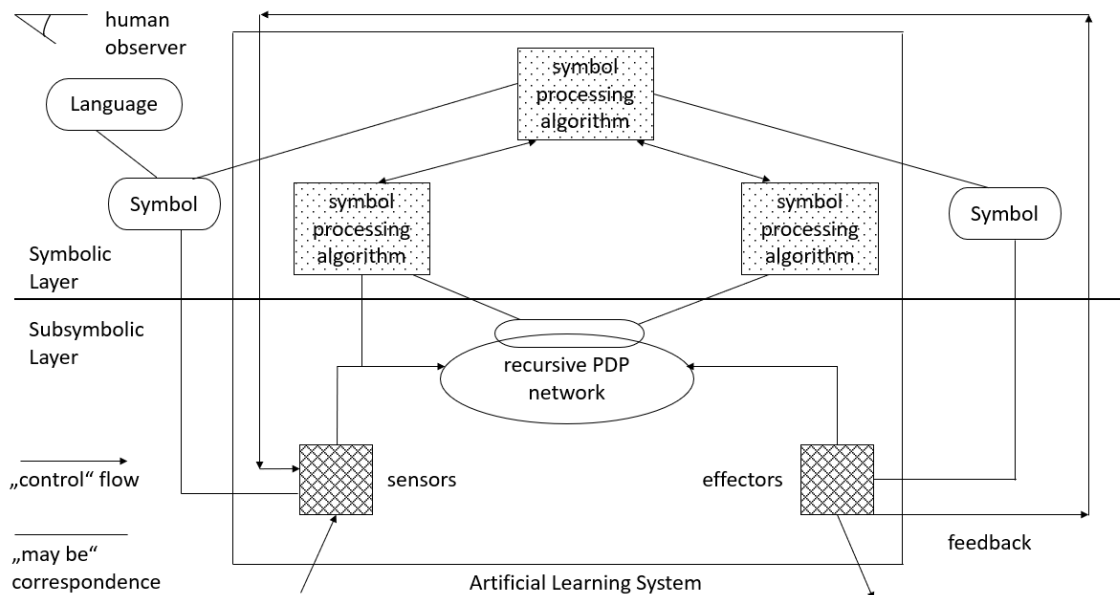 human
observer
Language
Symbol
symbol
processing
algorithm
symbol
processing
algorithm
symbol
processing
algorithm
Symbol
Symbolic
Layer
Subsymbolic
Layer
recursive PDP
network
„control“ flow
sensors
effectors
„may be“
correspondence
feedback
Artificial Learning System